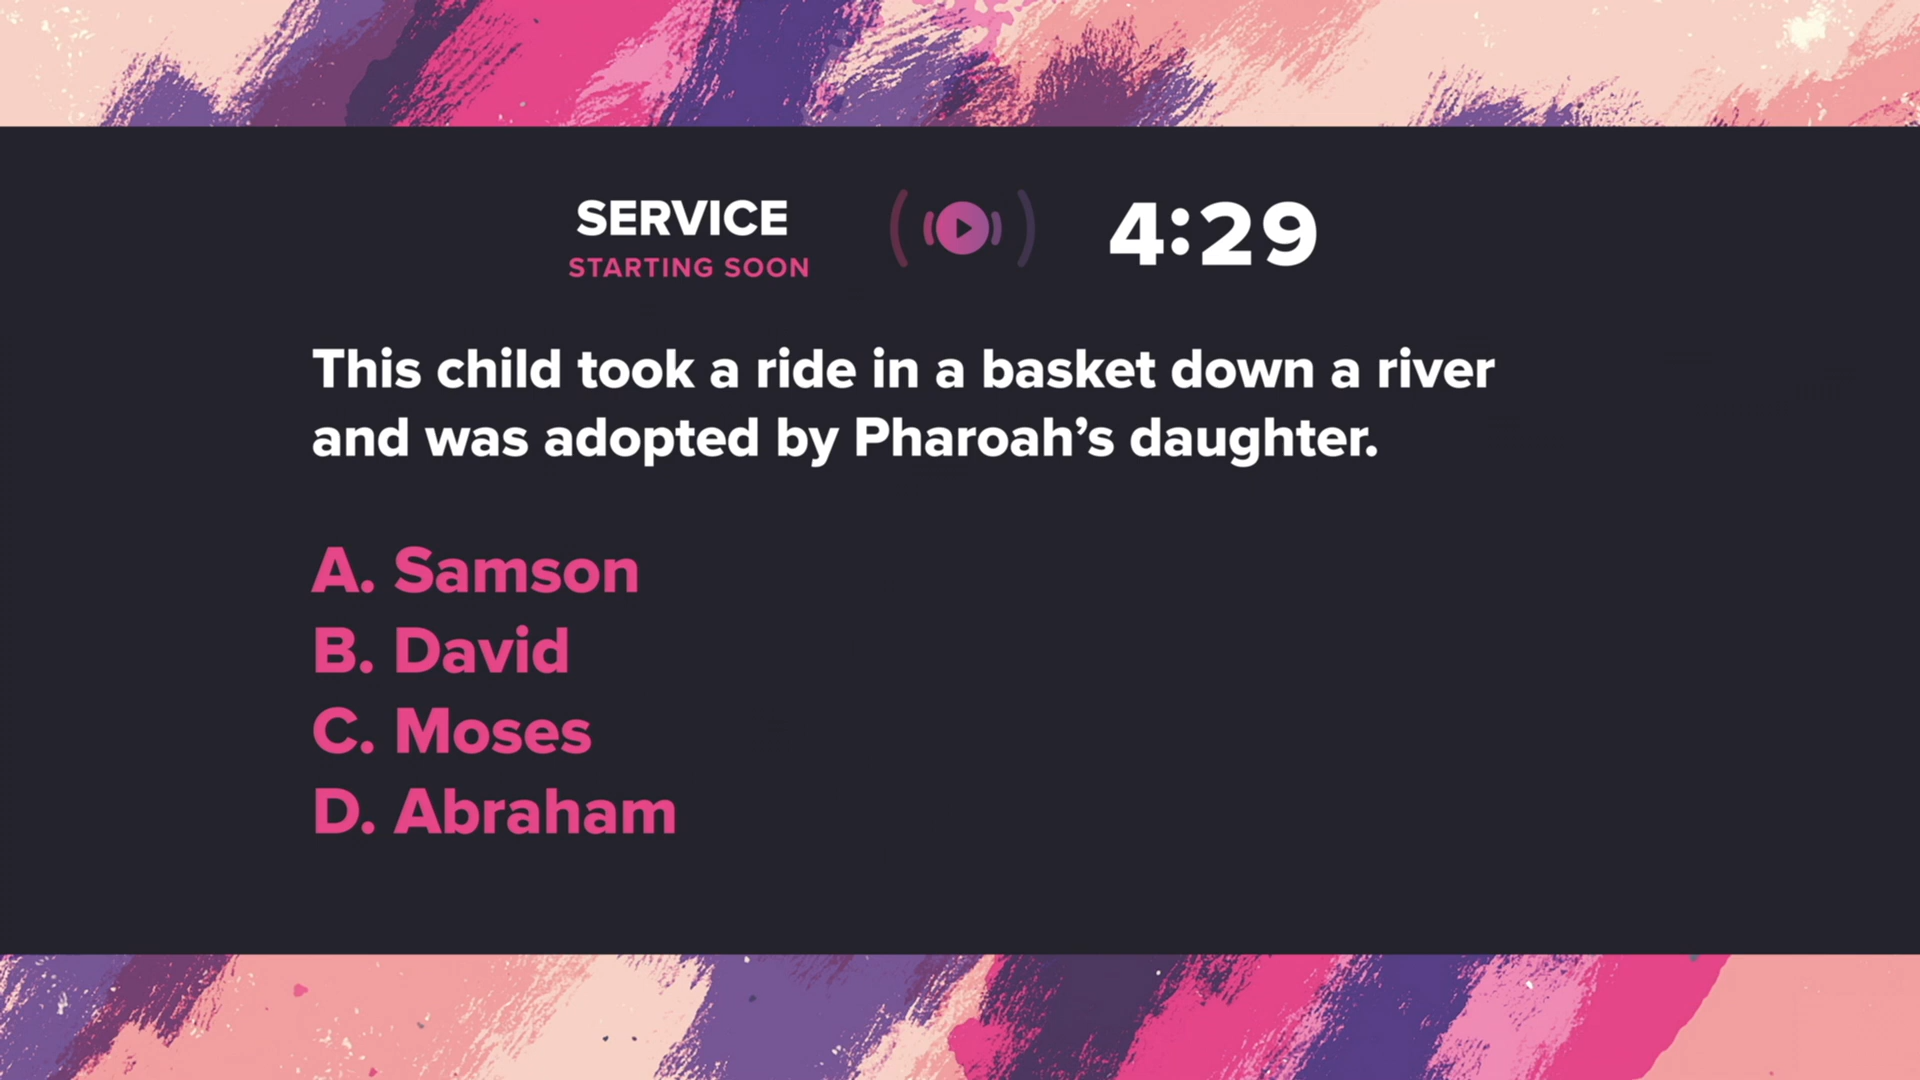 SERVICE
STARTING SOON
4:29
This child took a ride in a basket down a river
and was adopted by Pharoah’s daughter.
A. Samson
B. David
C. Moses
D. Abraham